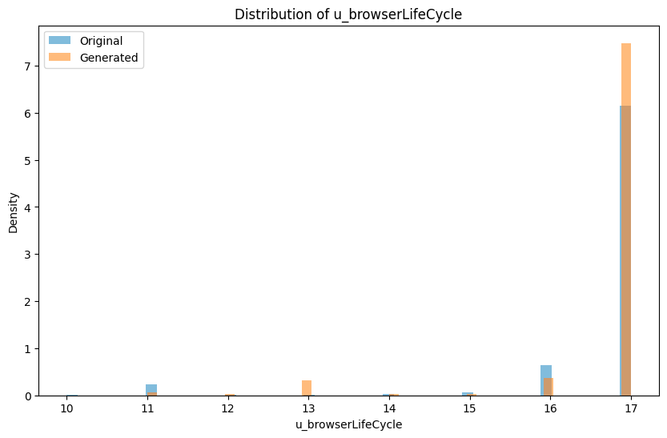 Distribution of u_browserLifeCycle
Original
Generated
Density
7
6
5
4
3
2
1
0
10 11 12 13 14 15 16 17
u_browserLifeCycle